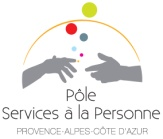 Pôle
Services à la Personne
PROVENCE-ALPES-CÔTE D'AZUR